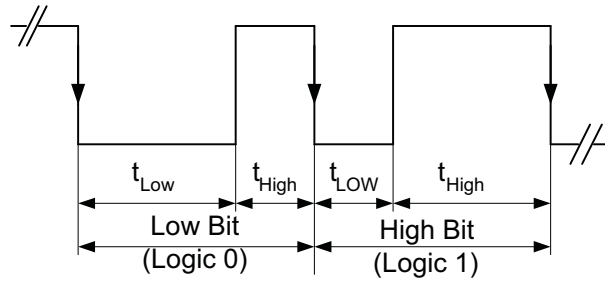 tLow tHigh tLOW tHigh
Low Bit High Bit
(Logic 0) (Logic 1)